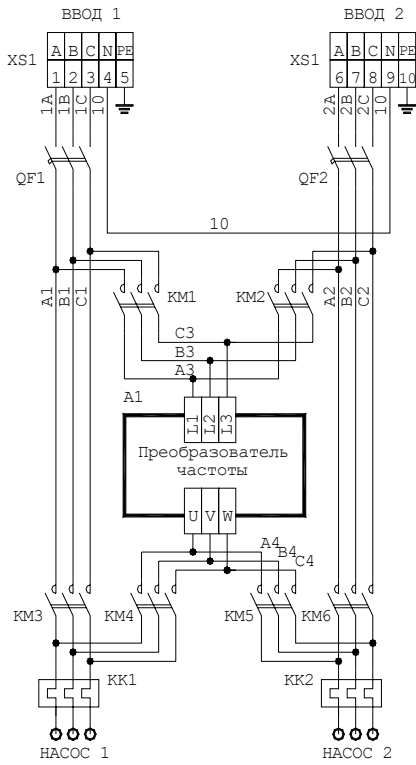 ВВОД 1
ВВОД 2
XS1
A B C N PE
1 2 3 4 5
XS1
A B C N PE
6 7 8 9 10
1A
1B
1C
10
2A
2B
2C
10
QF1
QF2
10
A1
B1
C1
KM1
KM2
A2
B2
C2
C3
B3
A3
A1
L1
L2
L3
Преобразователь
частоты
U
V
W
A4
B4
C4
KM3
KM4
KM5
KM6
KK1
KK2
НАСОС 1
НАСОС 2